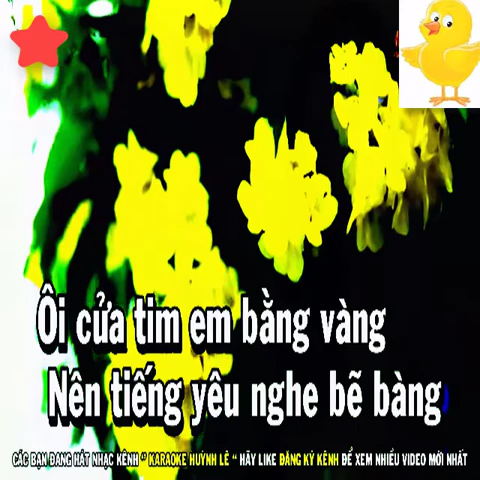 Ôi cửa tim em bằng vàng
Nên tiếng yêu nghe bẽ bàng
CÁC BẠN ĐANG HÁT NHẠC KÊNH " KARAOKE HUỲNH LÊ " HÃY LIKE ĐĂNG KÝ KÊNH ĐỂ XEM NHIỀU VIDEO MỚI NHẤT